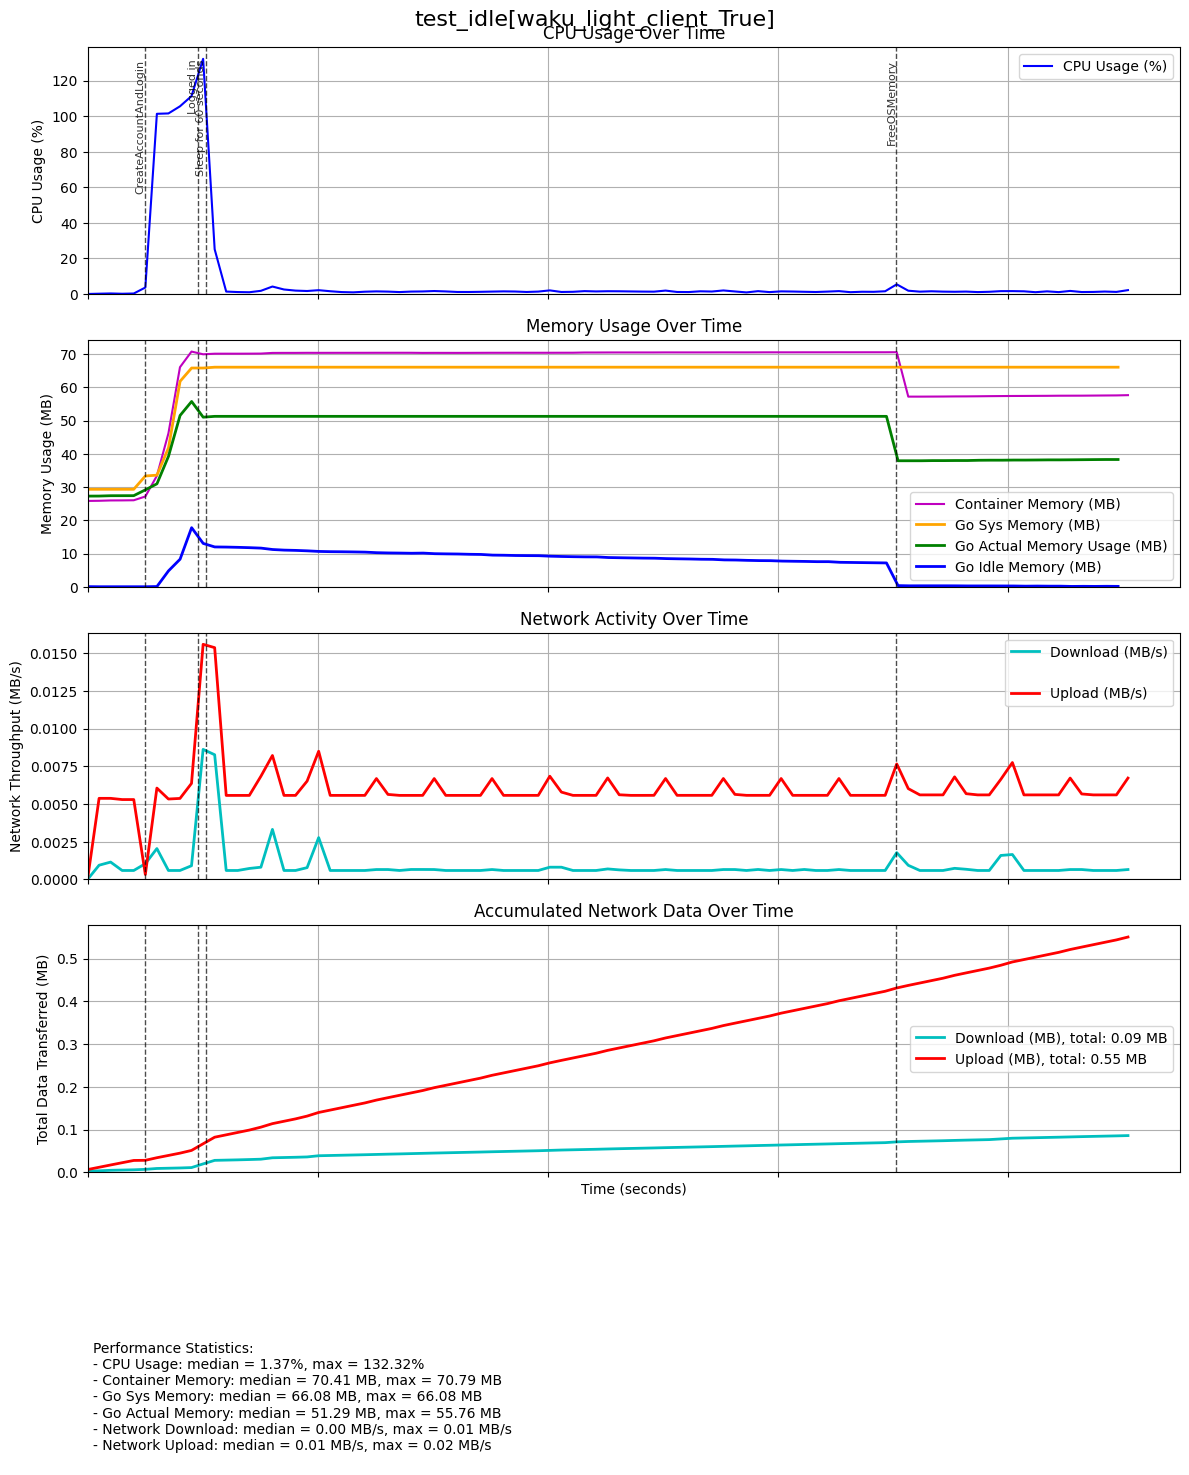 test_idle[waku_light_client_True]
CPU Usage Over Time
CPU Usage (%)
120
100
80
60
40
20
0
CreateAccountAndLogin
Logged in
Sleep for 60 seconds
FreeOSMemory
CPU Usage (%)
Memory Usage Over Time
Memory Usage (MB)
70
60
50
40
30
20
10
0
Container Memory (MB)
Go Sys Memory (MB)
Go Actual Memory Usage (MB)
Go Idle Memory (MB)
Network Activity Over Time
Network Throughput (MB/s)
0.0150
0.0125
0.0100
0.0075
0.0050
0.0025
0.0000
Download (MB/s)
Upload (MB/s)
Accumulated Network Data Over Time
Total Data Transferred (MB)
0.5
0.4
0.3
0.2
0.1
0.0
Download (MB), total: 0.09 MB
Upload (MB), total: 0.55 MB
Time (seconds)
Performance Statistics:
- CPU Usage: median = 1.37%, max = 132.32%
- Container Memory: median = 70.41 MB, max = 70.79 MB
- Go Sys Memory: median = 66.08 MB, max = 66.08 MB
- Go Actual Memory: median = 51.29 MB, max = 55.76 MB
- Network Download: median = 0.00 MB/s, max = 0.01 MB/s
- Network Upload: median = 0.01 MB/s, max = 0.02 MB/s